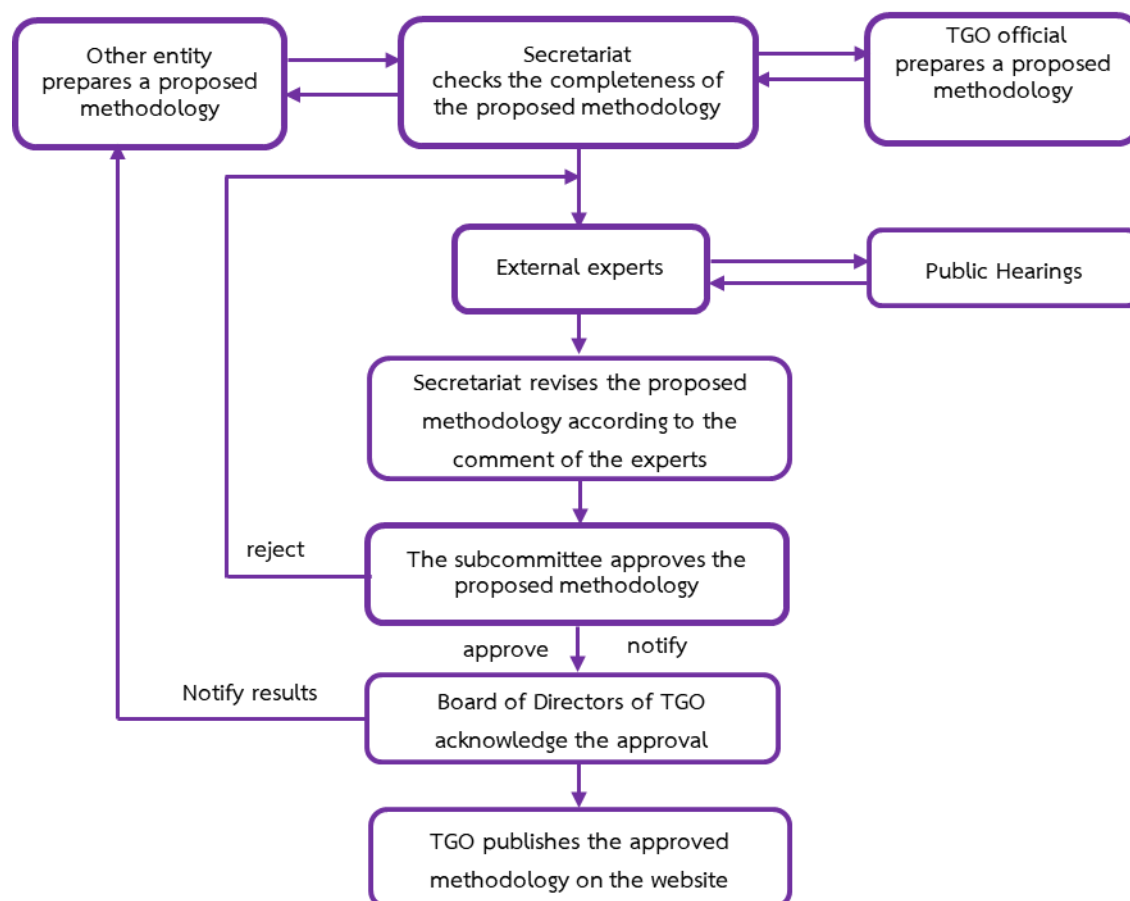 Other entity
prepares a proposed
methodology
Secretariat
checks the completeness of
the proposed methodology
TGO official
prepares a proposed
methodology
External experts
Public Hearings
Secretariat revises the proposed
methodology according to the
comment of the experts
reject
The subcommittee approves the
proposed methodology
approve
notify
Notify results
Board of Directors of TGO
acknowledge the approval
TGO publishes the approved
methodology on the website